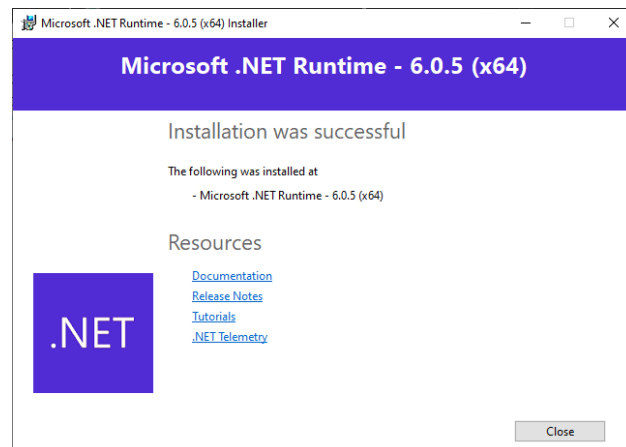 Microsoft .NET Runtime - 6.0.5 (x64) Installer
Microsoft .NET Runtime - 6.0.5 (x64)
Installation was successful
The following was installed at
- Microsoft .NET Runtime - 6.0.5 (x64)
Resources
Documentation
Release Notes
Tutorials
.NET Telemetry
.NET
Close